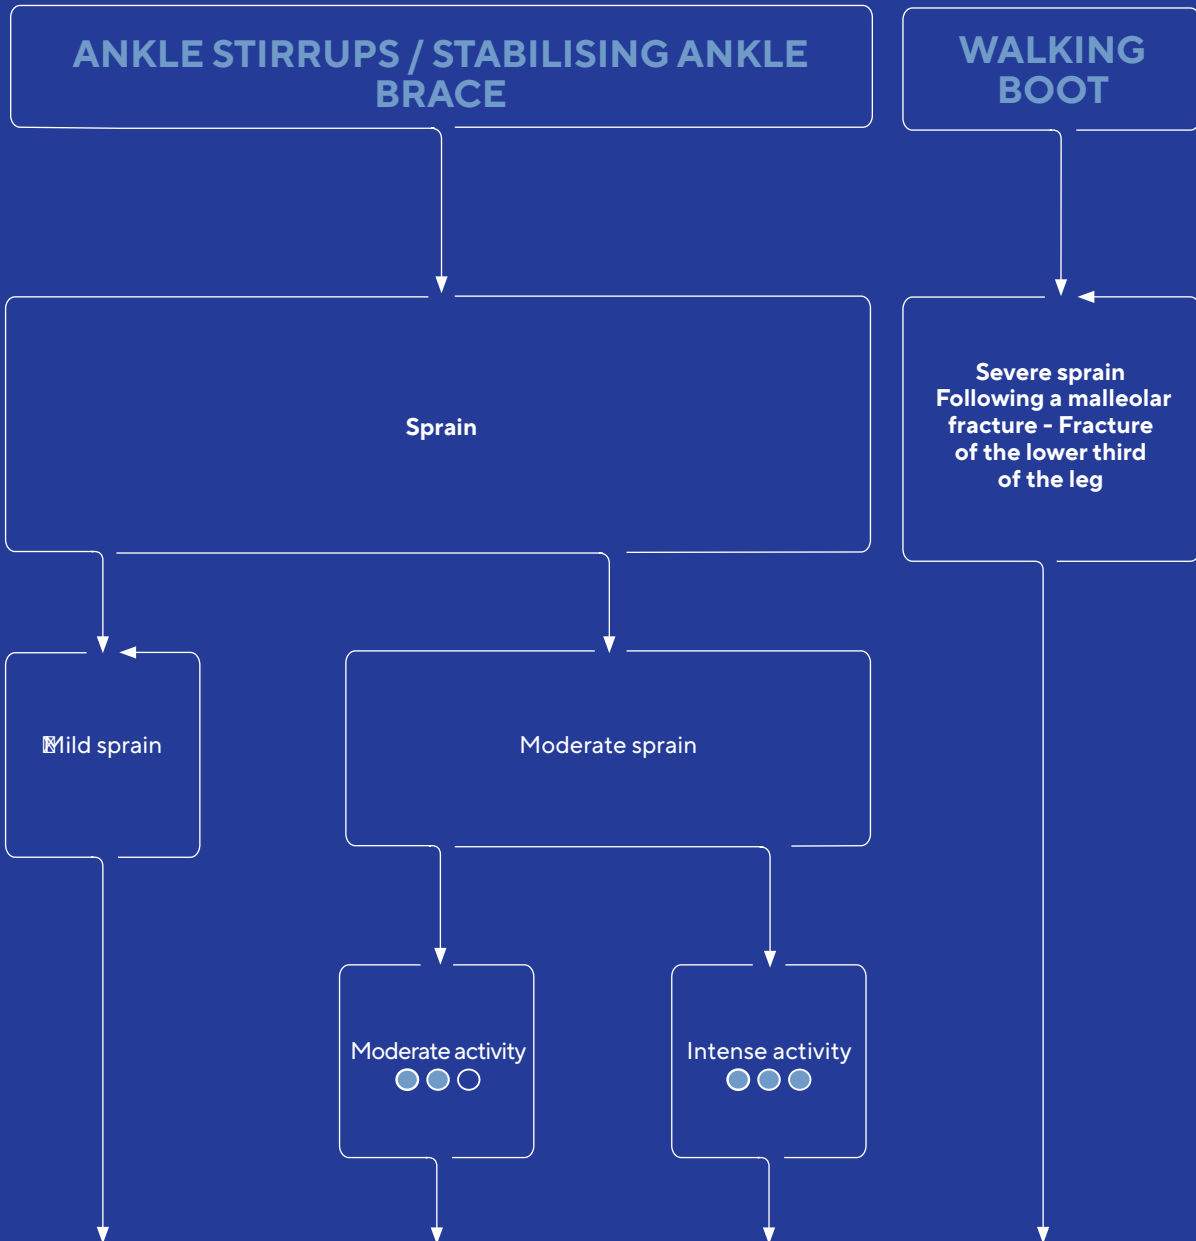 ANKLE STIRRUPS / STABILISING ANKLE
BRACE
WALKING
BOOT
Sprain
Severe sprain
Following a malleolar
fracture - Fracture
of the lower third
of the leg
Mild sprain
Moderate sprain
Moderate activity
Intense activity